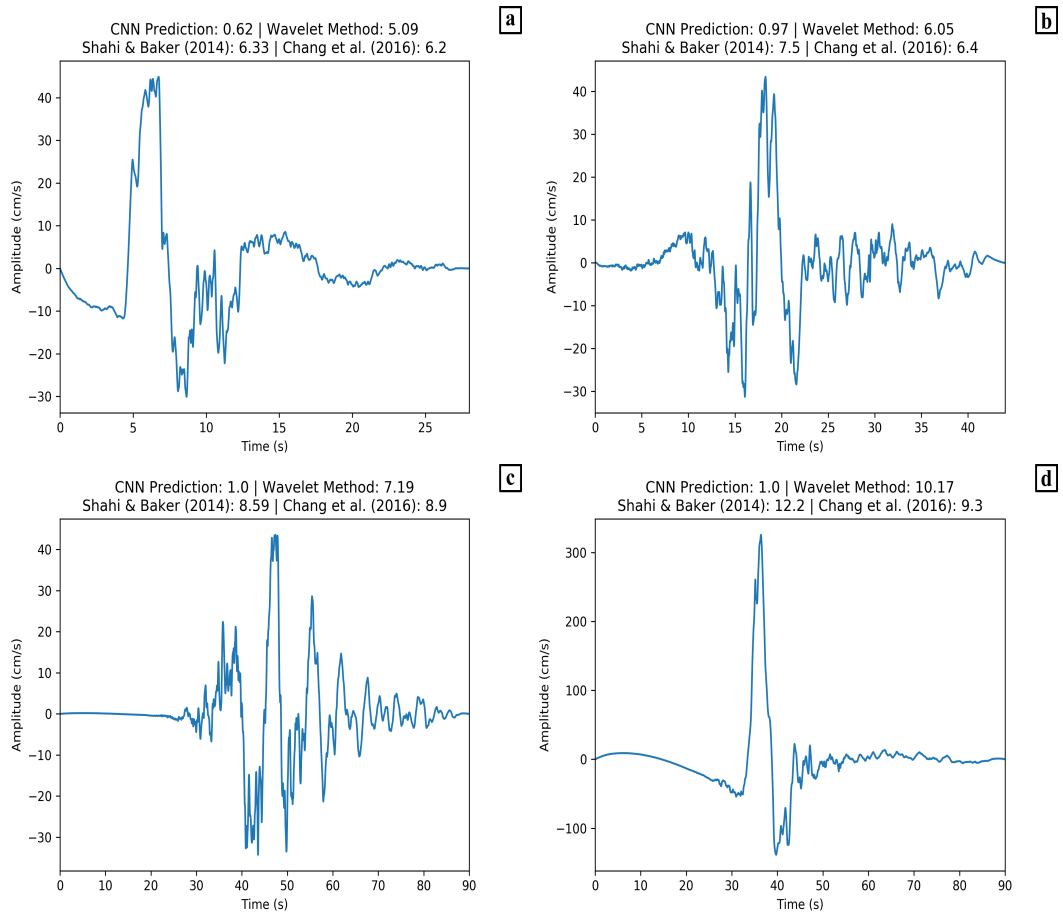 a
CNN Prediction: 0.62 | Wavelet Method: 5.09
Shahi & Baker (2014): 6.33 | Chang et al. (2016): 6.2
40
30
20
10
0
−10
−20
−30
Amplitude (cm/s)
0 5 10 15 20 25
Time (s)
b
CNN Prediction: 0.97 | Wavelet Method: 6.05
Shahi & Baker (2014): 7.5 | Chang et al. (2016): 6.4
40
30
20
10
0
−10
−20
−30
Amplitude (cm/s)
0 5 10 15 20 25 30 35 40
Time (s)
c
CNN Prediction: 1.0 | Wavelet Method: 7.19
Shahi & Baker (2014): 8.59 | Chang et al. (2016): 8.9
40
30
20
10
0
−10
−20
−30
Amplitude (cm/s)
0 10 20 30 40 50 60 70 80 90
Time (s)
d
CNN Prediction: 1.0 | Wavelet Method: 10.17
Shahi & Baker (2014): 12.2 | Chang et al. (2016): 9.3
300
200
100
0
−100
Amplitude (cm/s)
0 10 20 30 40 50 60 70 80 90
Time (s)